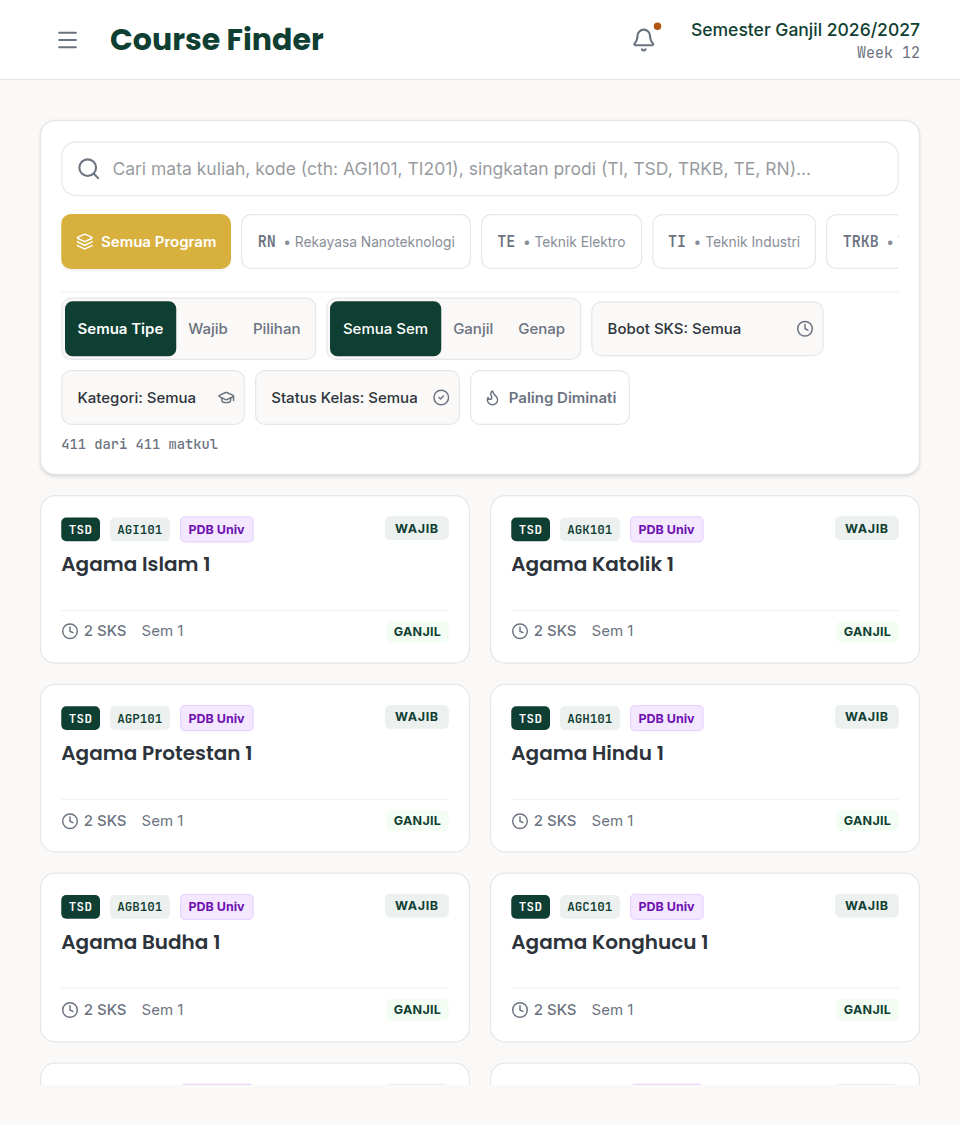 Course Finder
Semester Ganjil 2026/2027
Week 12
Cari mata kuliah, kode (cth: AGI101, TI201), singkatan prodi (TI, TSD, TRKB, TE, RN)...
Semua Program
RN • Rekayasa Nanoteknologi
TE • Teknik Elektro
TI • Teknik Industri
TRKB •
Semua Tipe Wajib Pilihan
Semua Sem Ganjil Genap
Bobot SKS: Semua
Kategori: Semua
Status Kelas: Semua
Paling Diminati
411 dari 411 matkul
TSD AGI101 PDB Univ WAJIB
Agama Islam 1
2 SKS Sem 1 GANJIL
TSD AGK101 PDB Univ WAJIB
Agama Katolik 1
2 SKS Sem 1 GANJIL
TSD AGP101 PDB Univ WAJIB
Agama Protestan 1
2 SKS Sem 1 GANJIL
TSD AGH101 PDB Univ WAJIB
Agama Hindu 1
2 SKS Sem 1 GANJIL
TSD AGB101 PDB Univ WAJIB
Agama Budha 1
2 SKS Sem 1 GANJIL
TSD AGC101 PDB Univ WAJIB
Agama Konghucu 1
2 SKS Sem 1 GANJIL